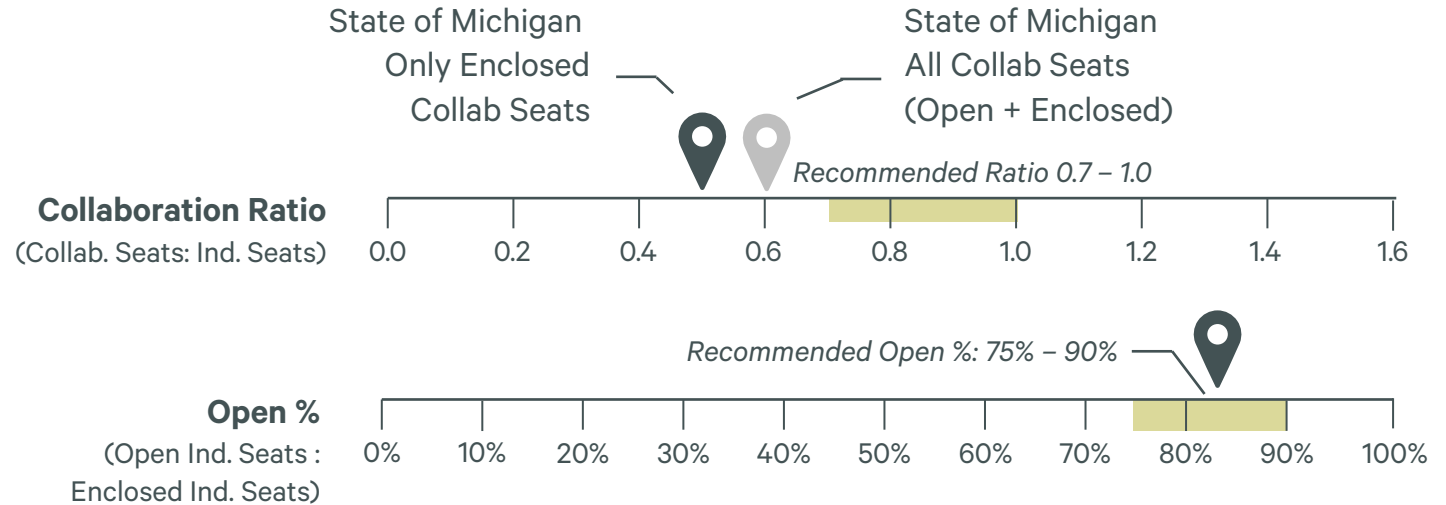 State of Michigan
Only Enclosed
Collab Seats
State of Michigan
All Collab Seats
(Open + Enclosed)
Recommended Ratio 0.7 – 1.0
Collaboration Ratio
(Collab. Seats: Ind. Seats)
0.0 0.2 0.4 0.6 0.8 1.0 1.2 1.4 1.6
Recommended Open %: 75% – 90%
Open %
(Open Ind. Seats :
Enclosed Ind. Seats)
0% 10% 20% 30% 40% 50% 60% 70% 80% 90% 100%